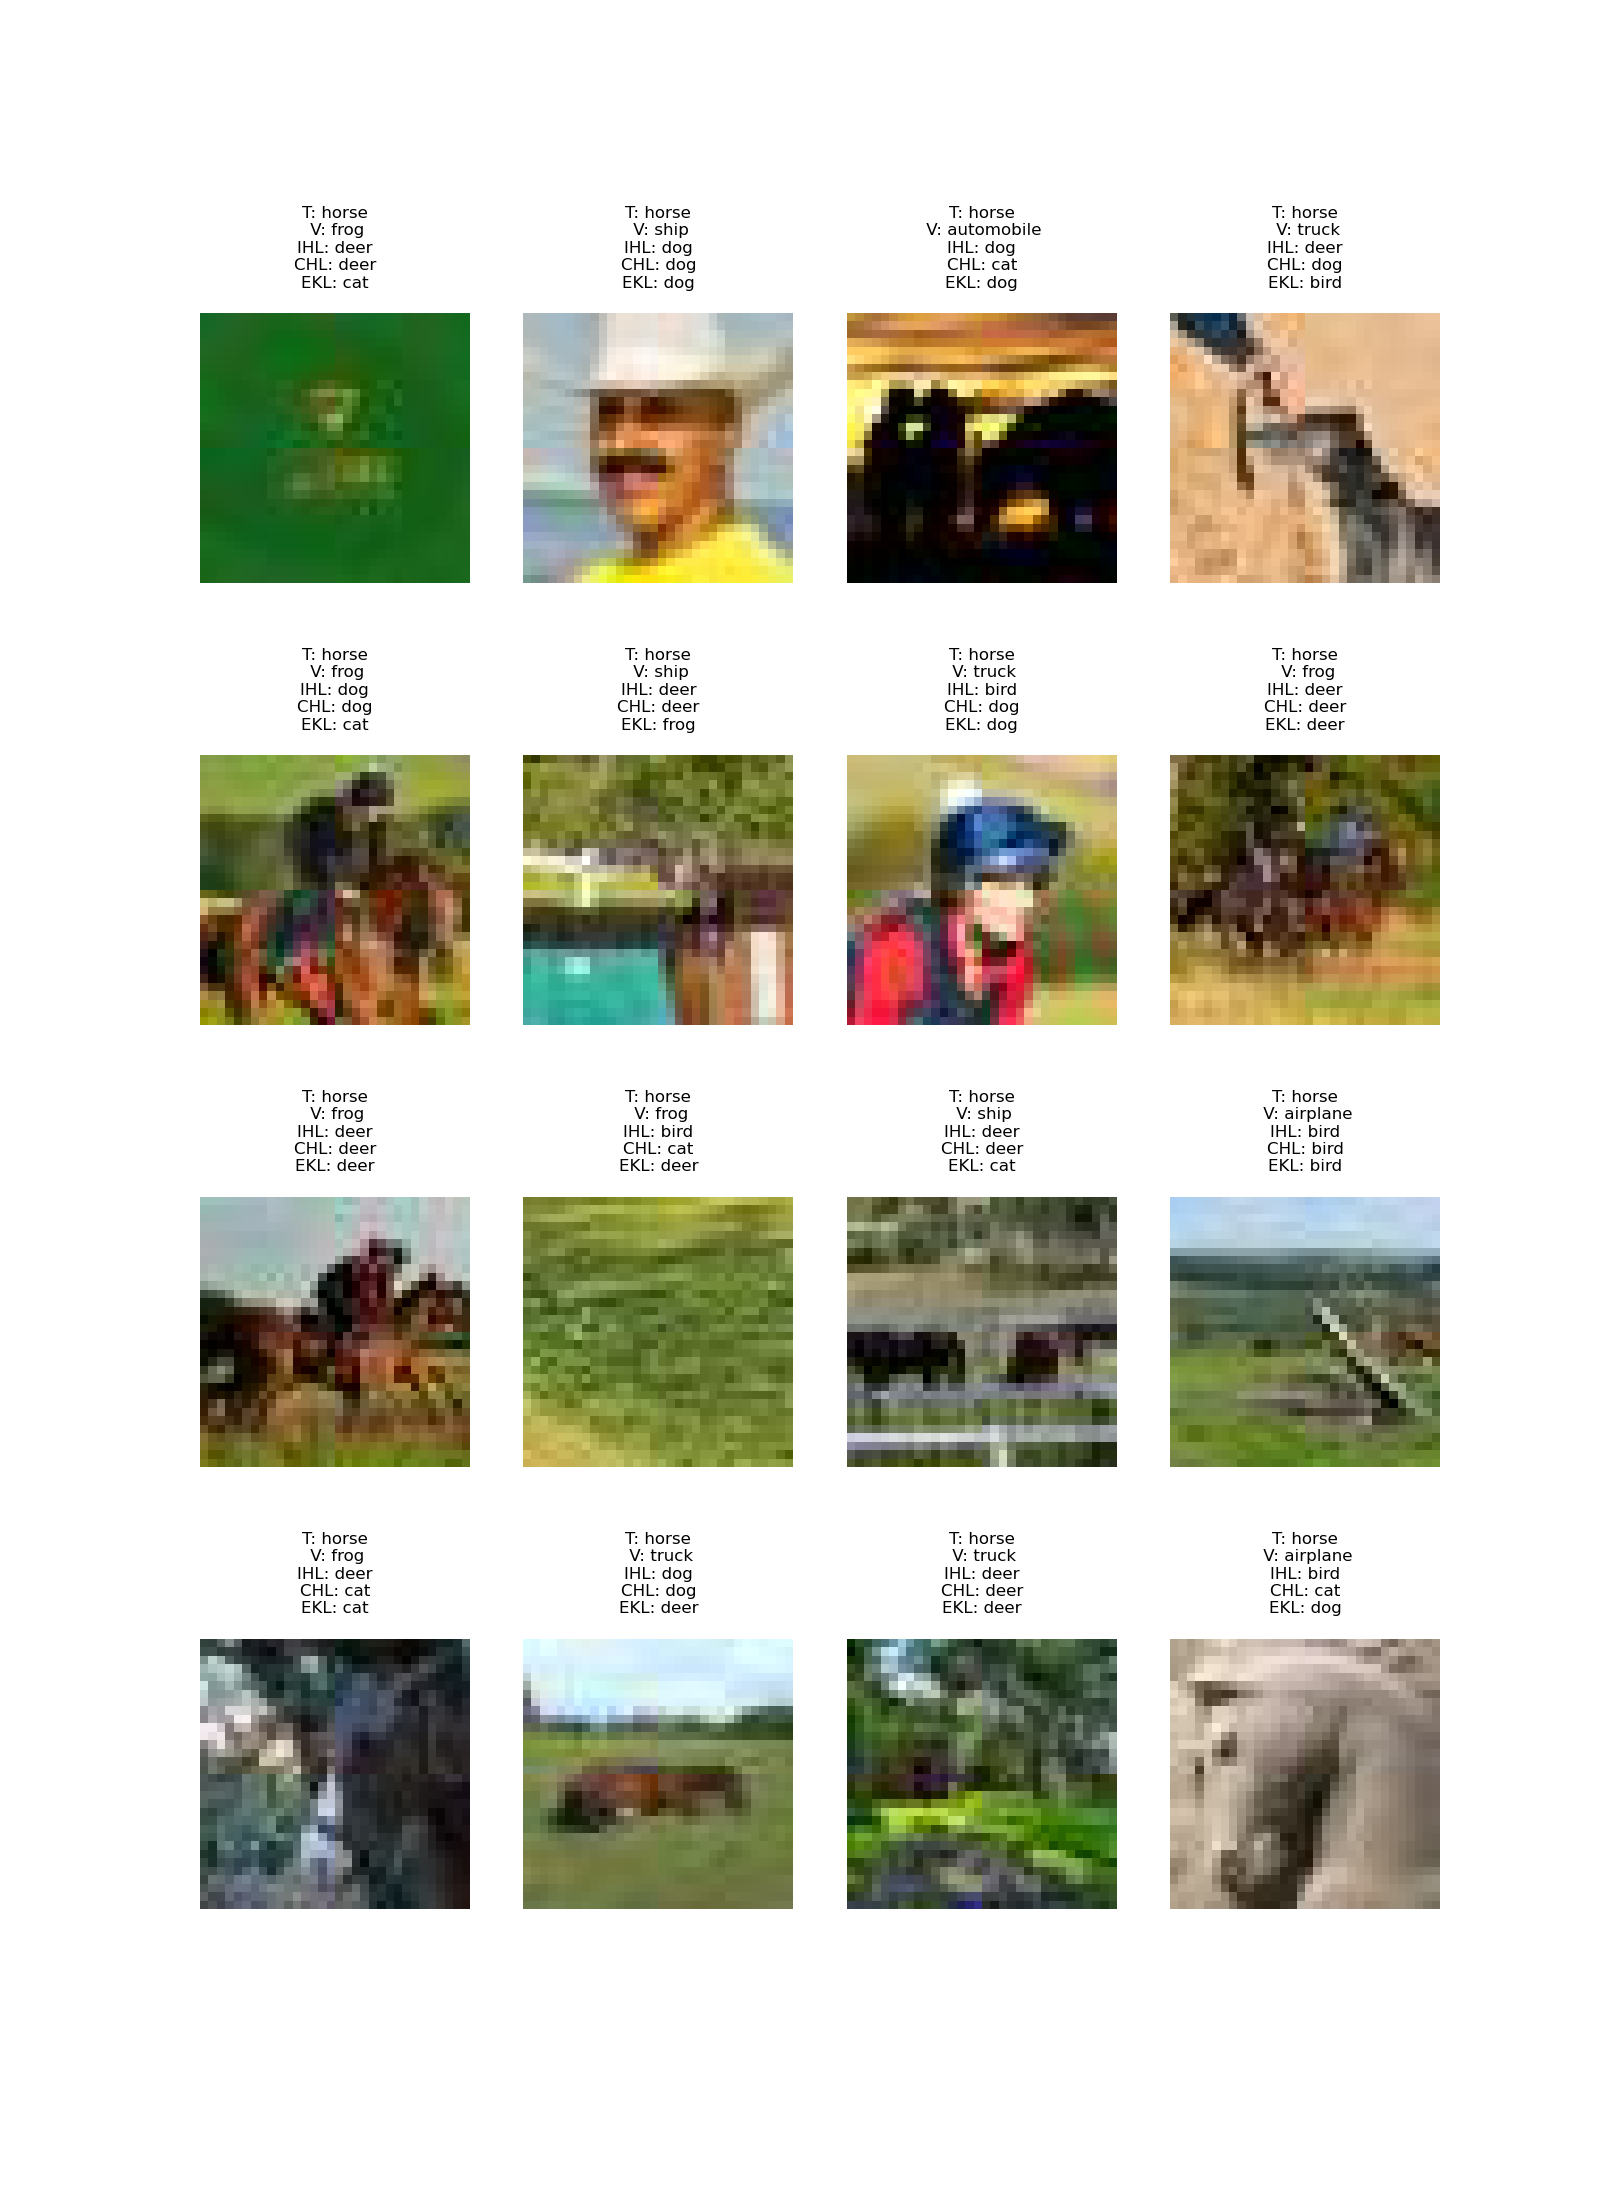 T: horse
V: frog
IHL: deer
CHL: deer
EKL: cat
T: horse
V: ship
IHL: dog
CHL: dog
EKL: dog
T: horse
V: automobile
IHL: dog
CHL: cat
EKL: dog
T: horse
V: truck
IHL: deer
CHL: dog
EKL: bird
T: horse
V: frog
IHL: dog
CHL: dog
EKL: cat
T: horse
V: ship
IHL: deer
CHL: deer
EKL: frog
T: horse
V: truck
IHL: bird
CHL: dog
EKL: dog
T: horse
V: frog
IHL: deer
CHL: deer
EKL: deer
T: horse
V: frog
IHL: deer
CHL: deer
EKL: deer
T: horse
V: frog
IHL: bird
CHL: cat
EKL: deer
T: horse
V: ship
IHL: deer
CHL: deer
EKL: cat
T: horse
V: airplane
IHL: bird
CHL: bird
EKL: bird
T: horse
V: frog
IHL: deer
CHL: cat
EKL: cat
T: horse
V: truck
IHL: dog
CHL: dog
EKL: deer
T: horse
V: truck
IHL: deer
CHL: deer
EKL: deer
T: horse
V: airplane
IHL: bird
CHL: cat
EKL: dog